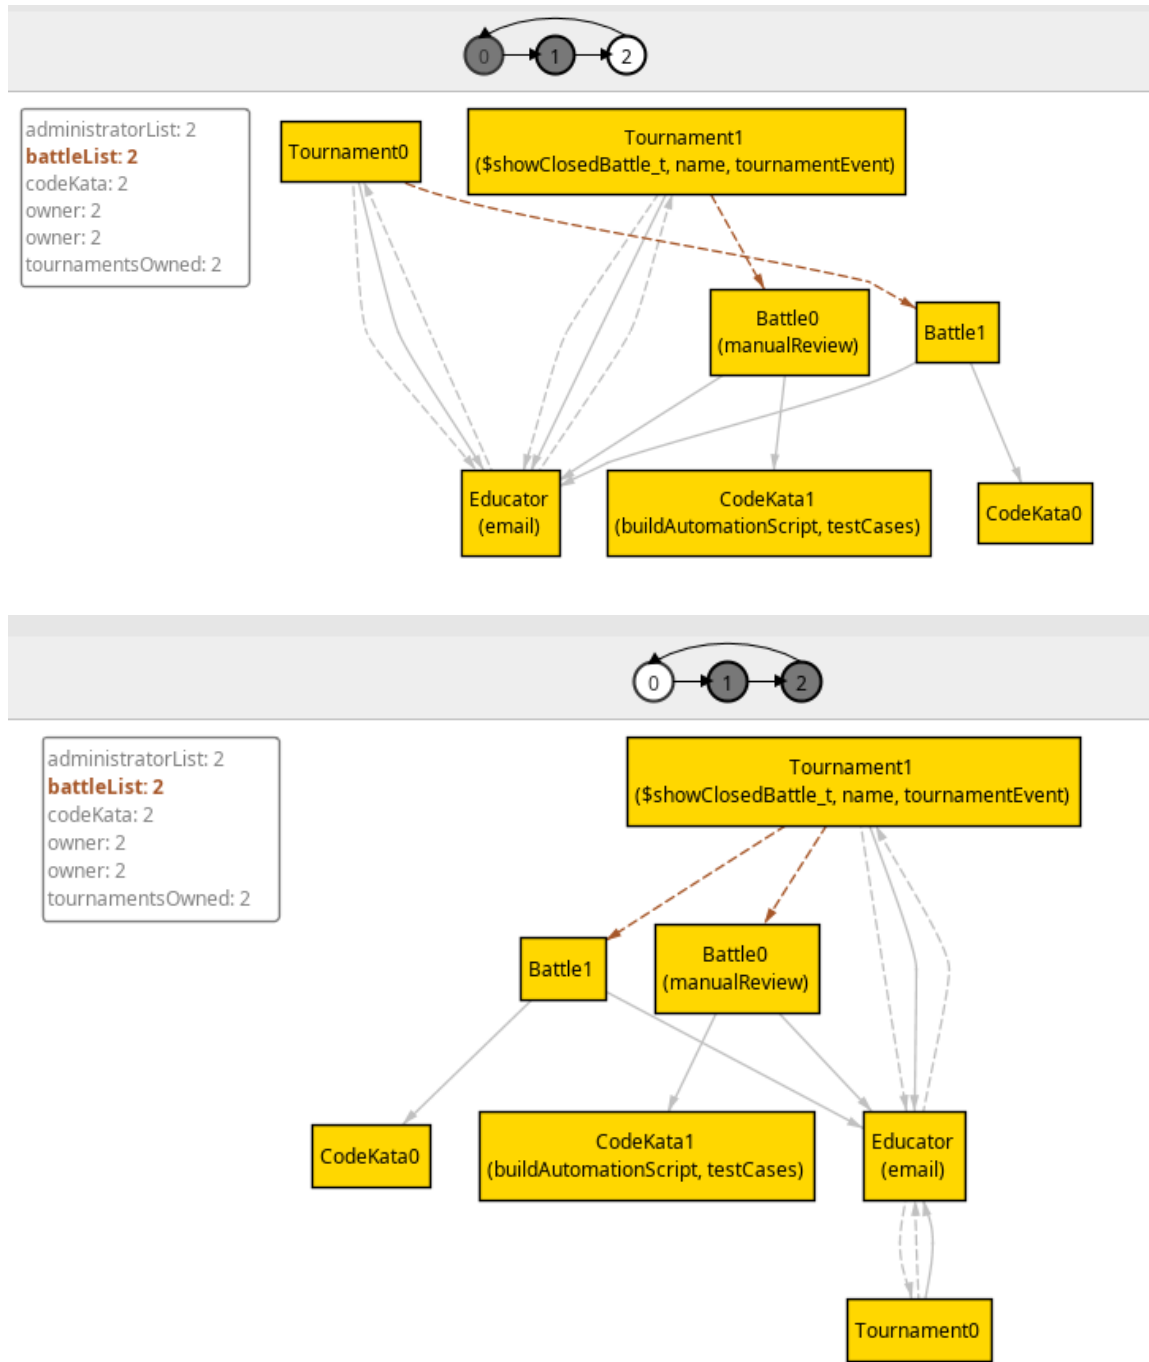 0
1
2
administratorList: 2
battleList: 2
codeKata: 2
owner: 2
owner: 2
tournamentsOwned: 2
Tournament0
Tournament1
($showClosedBattle_t, name, tournamentEvent)
Battle0
(manualReview)
Battle1
Educator
(email)
CodeKata1
(buildAutomationScript, testCases)
CodeKata0
0
1
2
administratorList: 2
battleList: 2
codeKata: 2
owner: 2
owner: 2
tournamentsOwned: 2
Tournament1
($showClosedBattle_t, name, tournamentEvent)
Battle1
Battle0
(manualReview)
CodeKata0
CodeKata1
(buildAutomationScript, testCases)
Educator
(email)
Tournament0